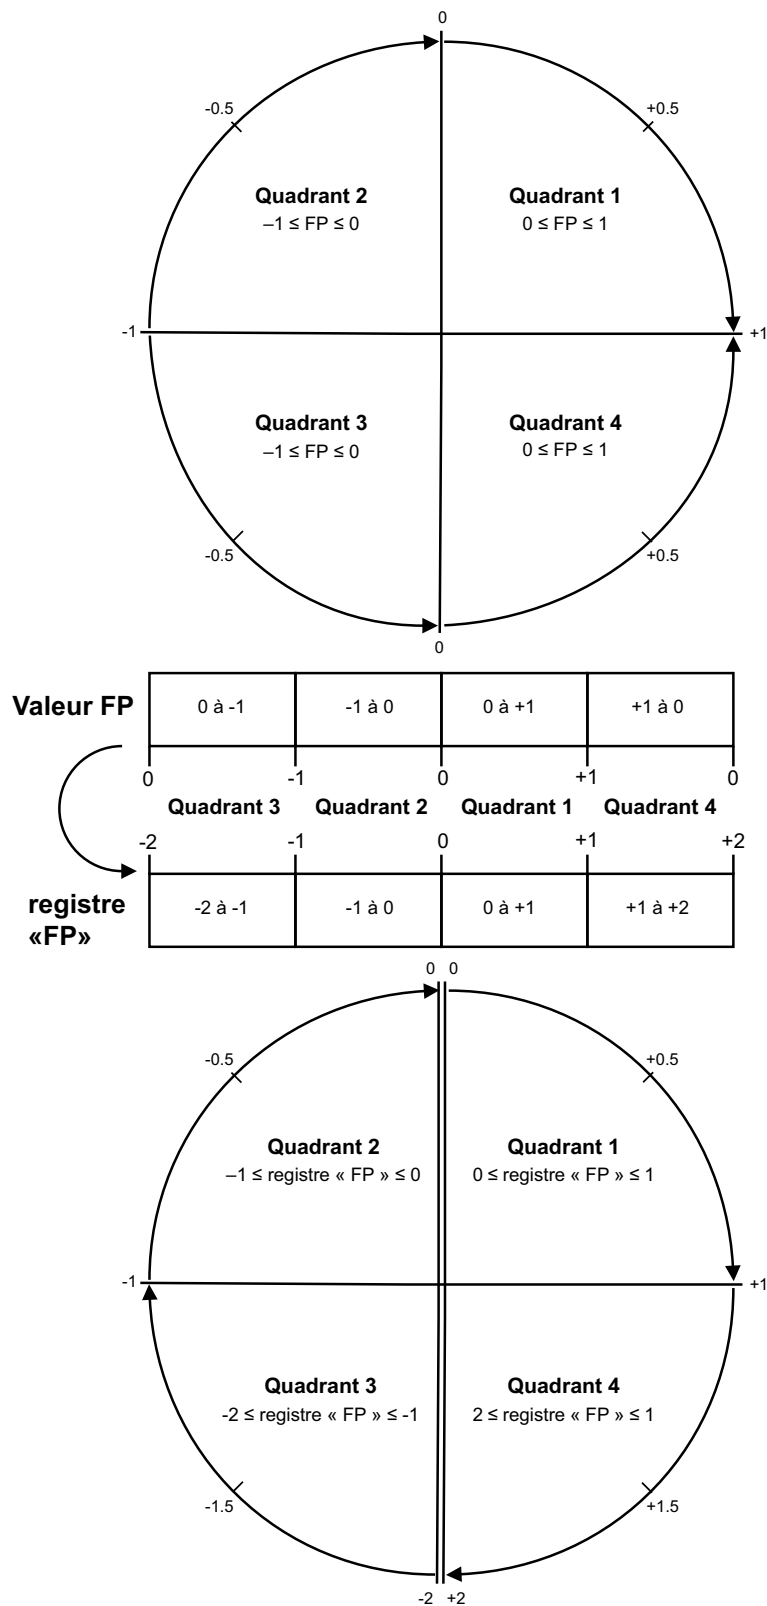 0
-0.5
+0.5
Quadrant 2
–1 ≤ FP ≤ 0
Quadrant 1
0 ≤ FP ≤ 1
-1
+1
Quadrant 3
–1 ≤ FP ≤ 0
Quadrant 4
0 ≤ FP ≤ 1
-0.5
+0.5
0
Valeur FP
0 à -1
-1 à 0
0 à +1
+1 à 0
0
-1
0
+1
0
Quadrant 3
Quadrant 2
Quadrant 1
Quadrant 4
-2
-1
0
+1
+2
registre
«FP»
-2 à -1
-1 à 0
0 à +1
+1 à +2
0
0
-0.5
+0.5
Quadrant 2
–1 ≤ registre « FP » ≤ 0
Quadrant 1
0 ≤ registre « FP » ≤ 1
-1
+1
Quadrant 3
-2 ≤ registre « FP » ≤ -1
Quadrant 4
2 ≤ registre « FP » ≤ 1
-1.5
+1.5
-2
+2